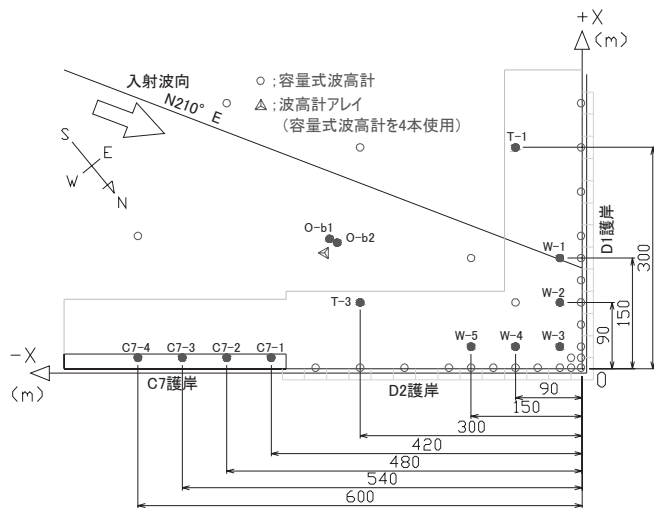 +X
(m)
入射波向
N210° E
○ ;容量式波高計
;波高計アレイ
(容量式波高計を4本使用)
S
E
W
N
T-1
O-b1
O-b2
W-1
D1護岸
W-2
T-3
W-5
W-4
W-3
C7-4
C7-3
C7-2
C7-1
300
150
90
-X
(m)
C7護岸
D2護岸
0
90
150
300
420
480
540
600